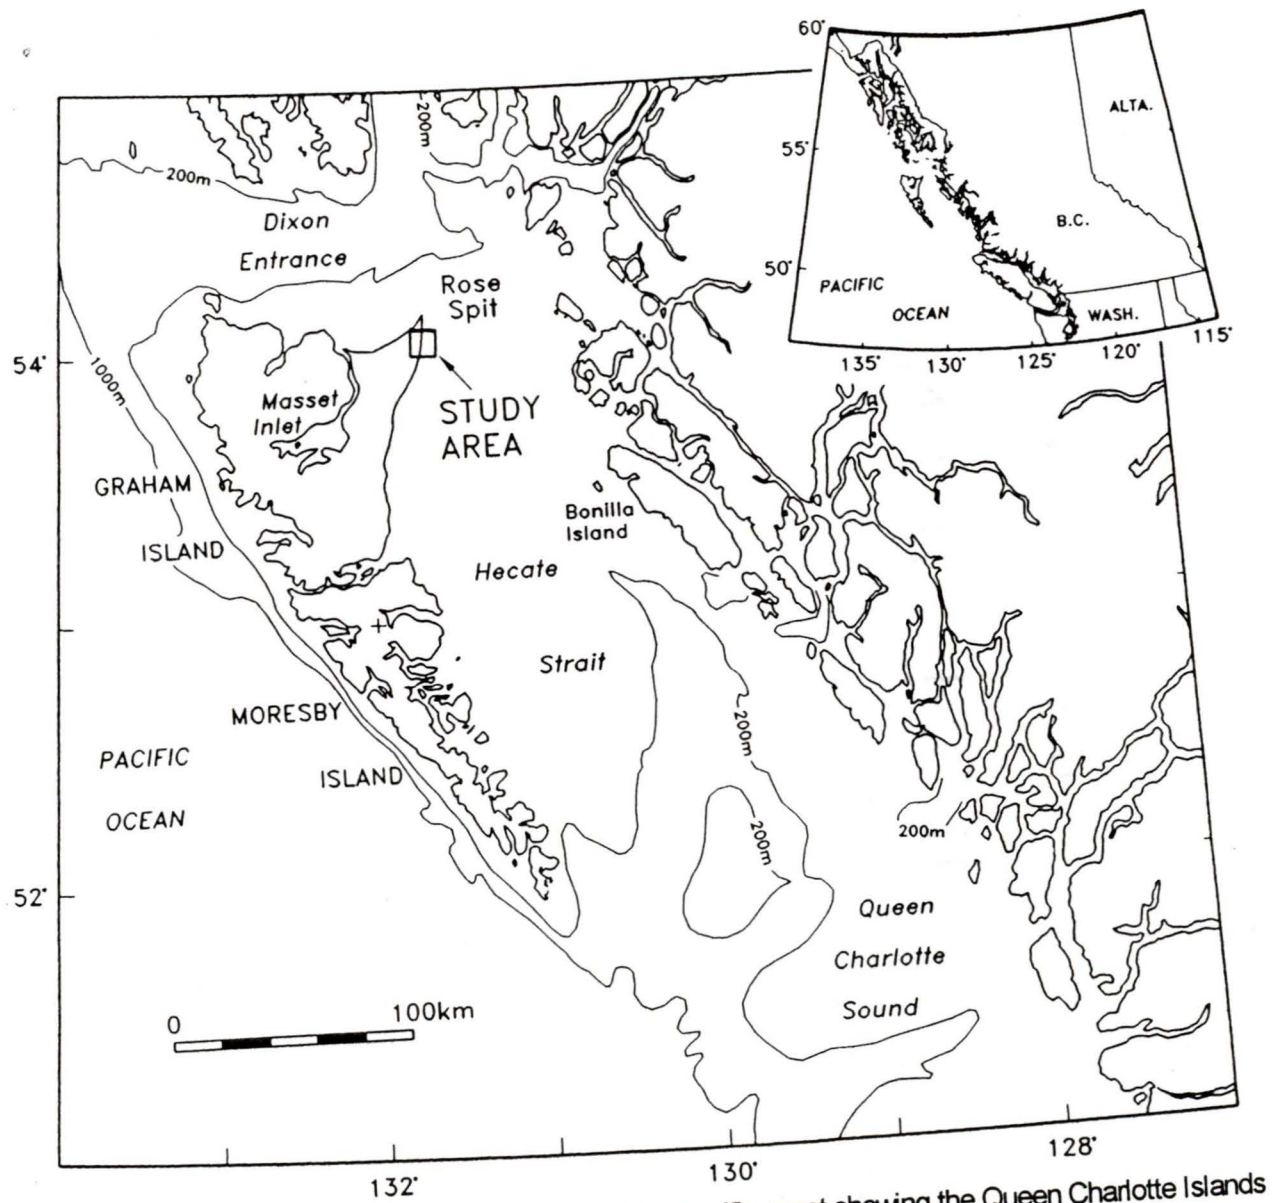 60°
55°
50°
ALTA.
B.C.
PACIFIC
OCEAN
WASH.
135°
130°
125°
120°
115°
200m
200m
Dixon
Entrance
Rose
Spit
54°
1000m
Masset
Inlet
STUDY
AREA
GRAHAM
ISLAND
Bonilla
Island
Hecate
Strait
MORESBY
ISLAND
PACIFIC
OCEAN
200m
200m
200m
52°
Queen
Charlotte
Sound
0
100km
132°
130°
128°
showing the Queen Charlotte Islands